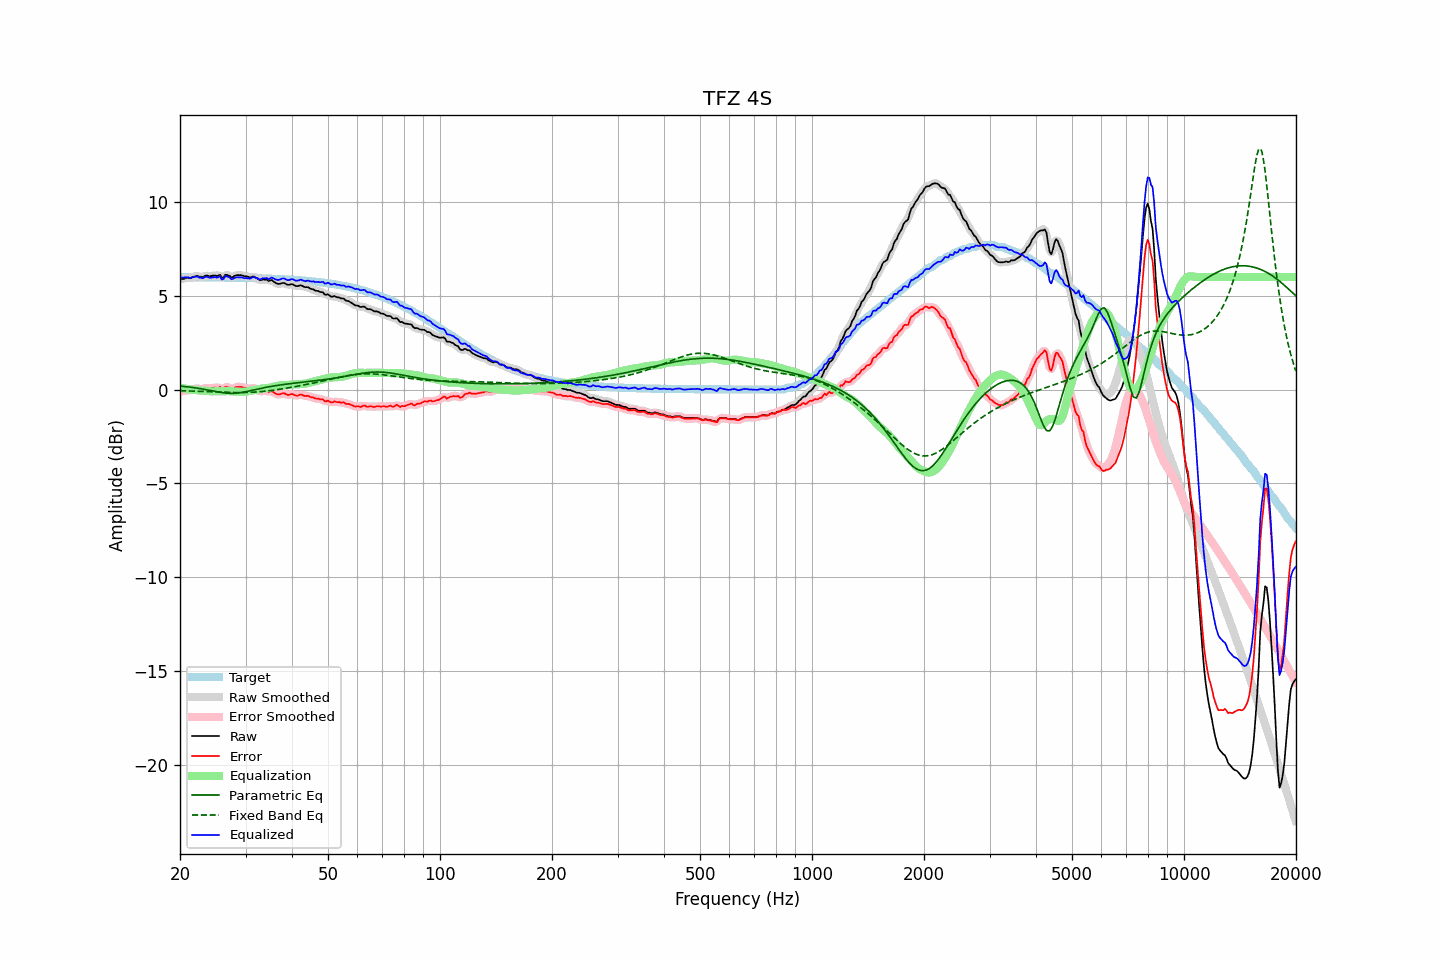 TFZ 4S
Amplitude (dBr)
10
5
0
−5
−10
−15
−20
Target
Raw Smoothed
Error Smoothed
Raw
Error
Equalization
Parametric Eq
Fixed Band Eq
Equalized
20 50 100 200 500 1000 2000 5000 10000 20000
Frequency (Hz)